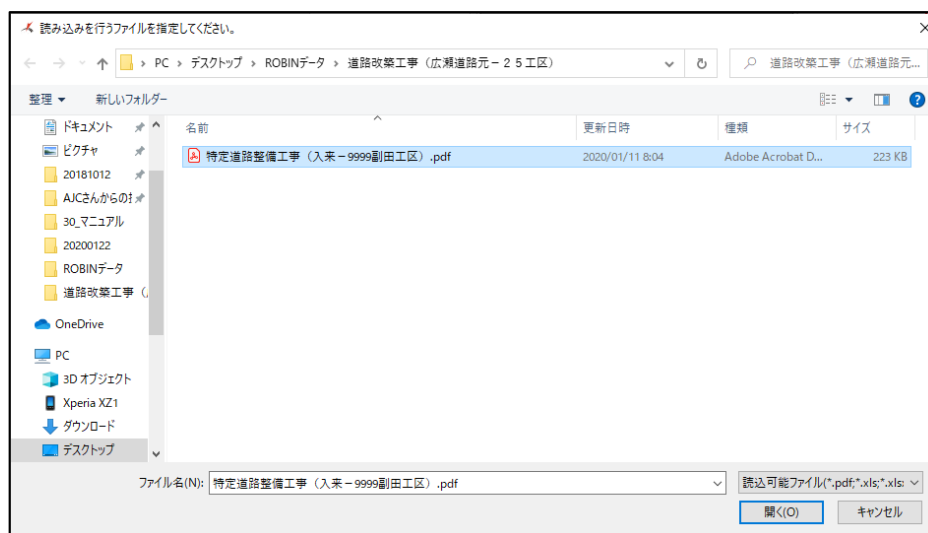 読み込みを行うファイルを指定してください。
PC › デスクトップ › ROBINデータ › 道路改築工事（広瀬道路元－２５工区）
道路改築工事（広瀬道路元...
整理
新しいフォルダー
名前 更新日時 種類 サイズ
特定道路整備工事（入来－9999副田工区）.pdf 2020/01/11 8:04 Adobe Acrobat D... 223 KB
ドキュメント
ピクチャ
20181012
AJCさんからの
30_マニュアル
20200122
ROBINデータ
道路改築工事（
OneDrive
PC
3D オブジェクト
Xperia XZ1
ダウンロード
デスクトップ
ファイル名(N): 特定道路整備工事（入来－9999副田工区）.pdf
読込可能ファイル(*.pdf;*.xls;*.xls:
開く(O) キャンセル